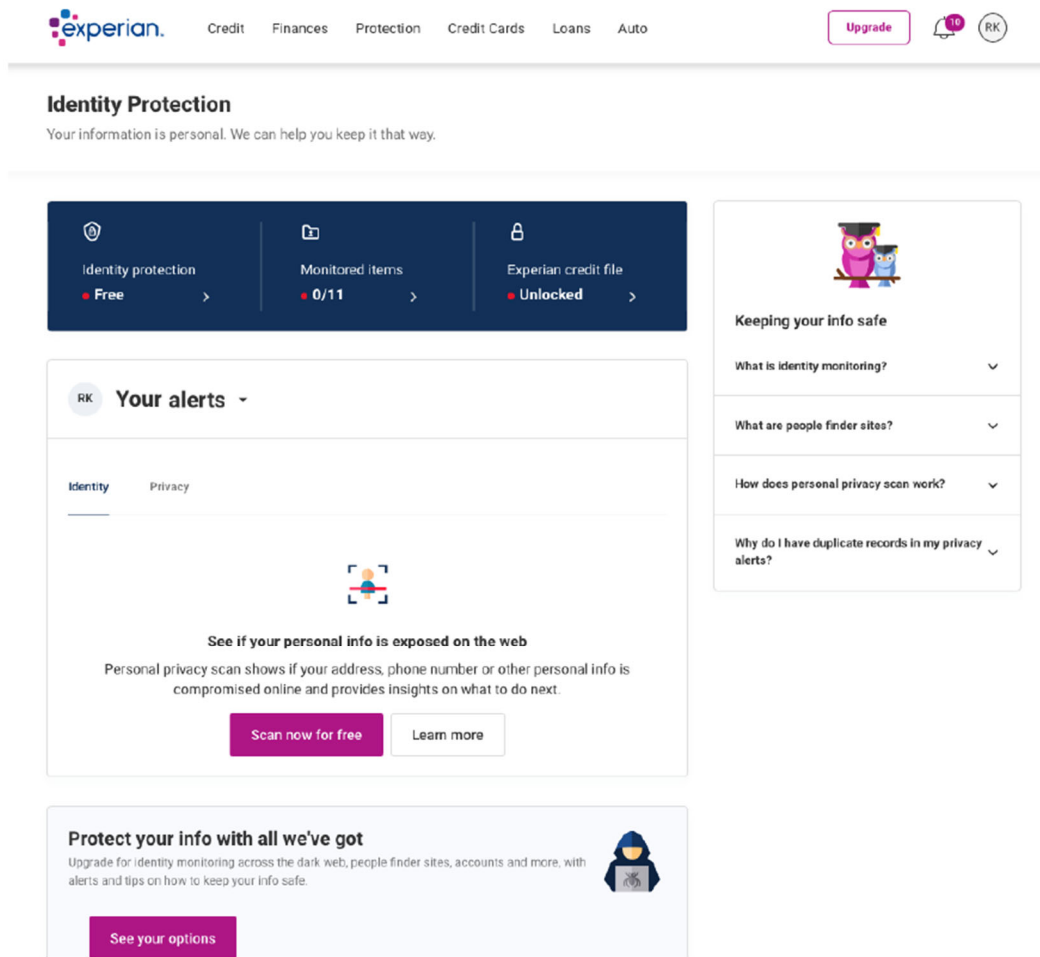 experian.
Credit Finances Protection Credit Cards Loans Auto
Upgrade
10
RK
Identity Protection
Your information is personal. We can help you keep it that way.
Identity protection
Free
Monitored items
0/11
Experian credit file
Unlocked
RK
Your alerts
Identity Privacy
See if your personal info is exposed on the web
Personal privacy scan shows if your address, phone number or other personal info is
compromised online and provides insights on what to do next.
Scan now for free
Learn more
Protect your info with all we've got
Upgrade for identity monitoring across the dark web, people finder sites, accounts and more, with
alerts and tips on how to keep your info safe.
See your options
Keeping your info safe
What is identity monitoring?
What are people finder sites?
How does personal privacy scan work?
Why do I have duplicate records in my privacy
alerts?